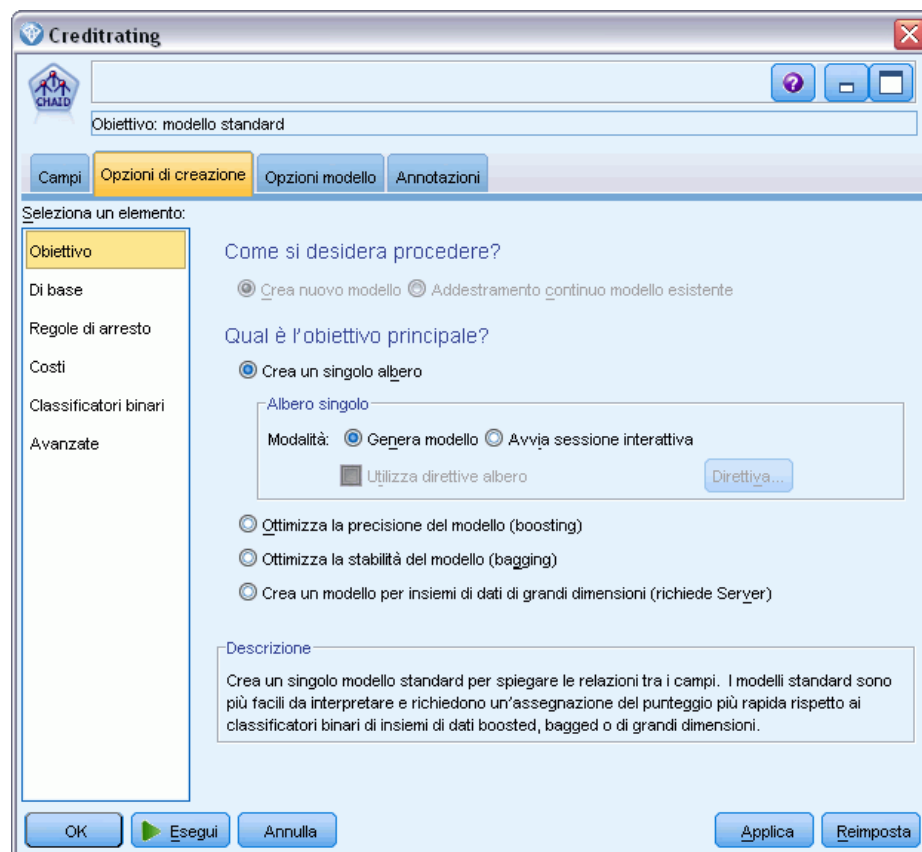 Creditrating
CHAID
Obiettivo: modello standard
Campi Opzioni di creazione Opzioni modello Annotazioni
Seleziona un elemento:
Obiettivo
Di base
Regole di arresto
Costi
Classificatori binari
Avanzate
Come si desidera procedere?
Crea nuovo modello Addestramento continuo modello esistente
Qual è l'obiettivo principale?
Crea un singolo albero
Albero singolo
Modalità: Genera modello Avvia sessione interattiva
Utilizza direttive albero Direttiva...
Ottimizza la precisione del modello (boosting)
Ottimizza la stabilità del modello (bagging)
Crea un modello per insiemi di dati di grandi dimensioni (richiede Server)
Descrizione
Crea un singolo modello standard per spiegare le relazioni tra i campi. I modelli standard sono
più facili da interpretare e richiedono un'assegnazione del punteggio più rapida rispetto ai
classificatori binari di insiemi di dati boosted, bagged o di grandi dimensioni.
OK Esegui Annulla Applica Reimposta